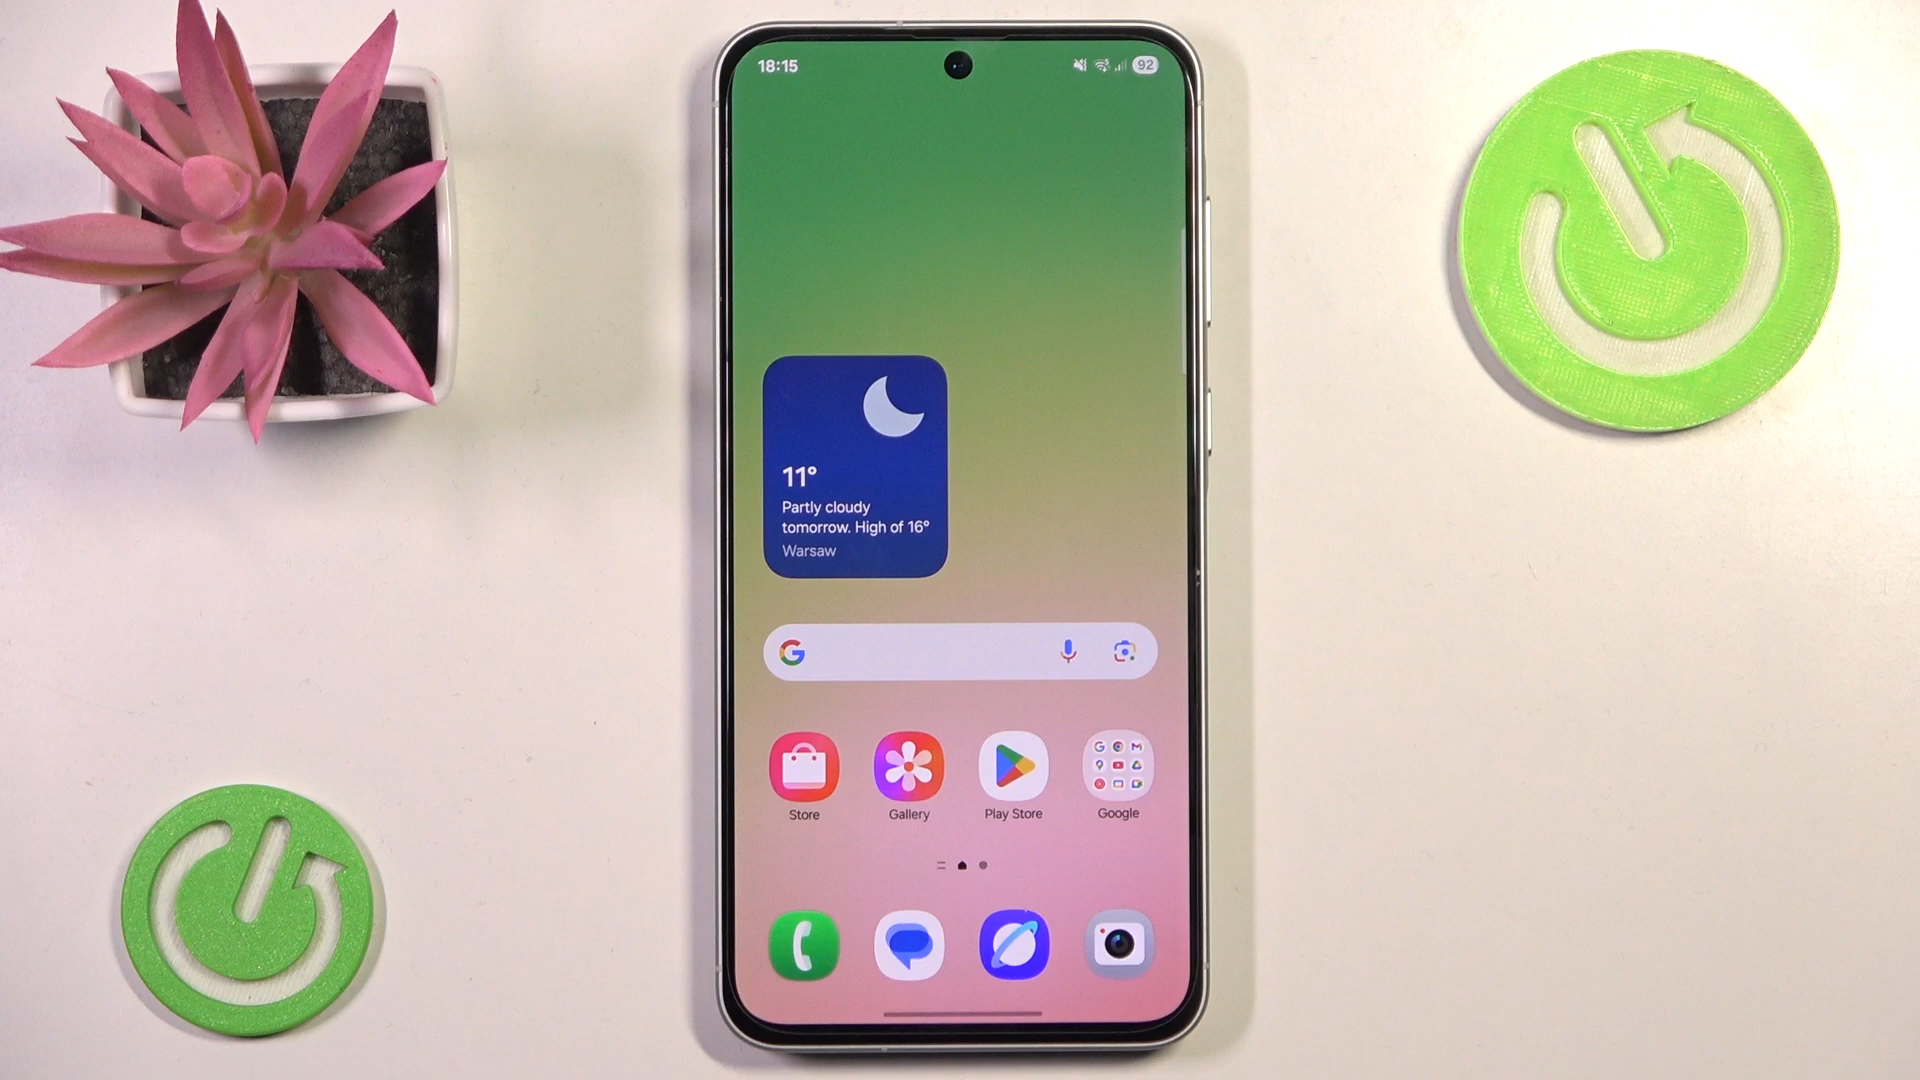 18:15
92
11°
Partly cloudy
tomorrow. High of 16°
Warsaw
Store
Gallery
Play Store
Google